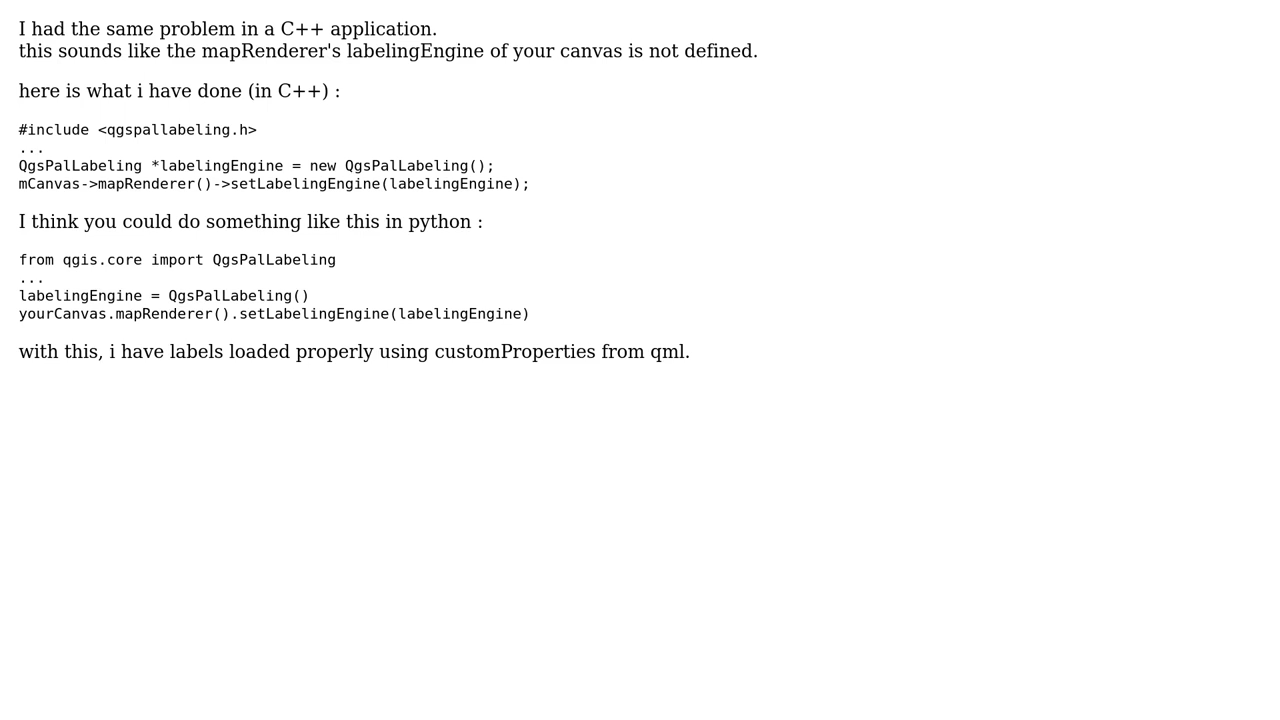 I had the same problem in a C++ application.
this sounds like the mapRenderer's labelingEngine of your canvas is not defined.
here is what i have done (in C++) :
#include <qgspallabeling.h>
...
QgsPalLabeling *labelingEngine = new QgsPalLabeling();
mCanvas->mapRenderer()->setLabelingEngine(labelingEngine);
I think you could do something like this in python :
from qgis.core import QgsPalLabeling
...
labelingEngine = QgsPalLabeling()
yourCanvas.mapRenderer().setLabelingEngine(labelingEngine)
with this, i have labels loaded properly using customProperties from qml.